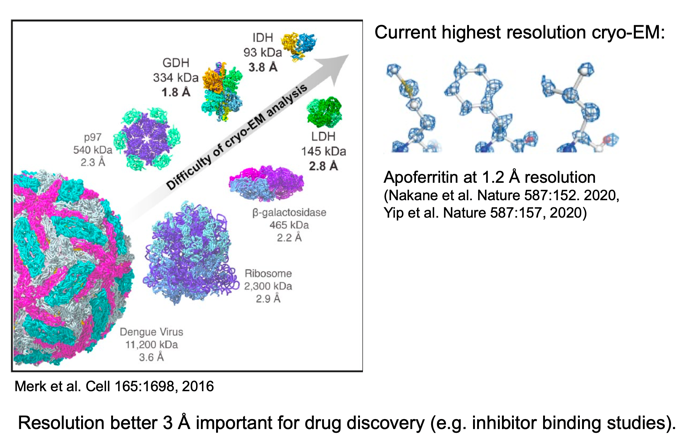 IDH
93 kDa
3.8 Å
GDH
334 kDa
1.8 Å
p97
540 kDa
2.3 Å
Difficulty of cryo-EM analysis
LDH
145 kDa
2.8 Å
β-galactosidase
465 kDa
2.2 Å
Ribosome
2,300 kDa
2.9 Å
Dengue Virus
11,200 kDa
3.6 Å
Merk et al. Cell 165:1698, 2016
Current highest resolution cryo-EM:
Apoferritin at 1.2 Å resolution
(Nakane et al. Nature 587:152. 2020,
Yip et al. Nature 587:157, 2020)
Resolution better 3 Å important for drug discovery (e.g. inhibitor binding studies).